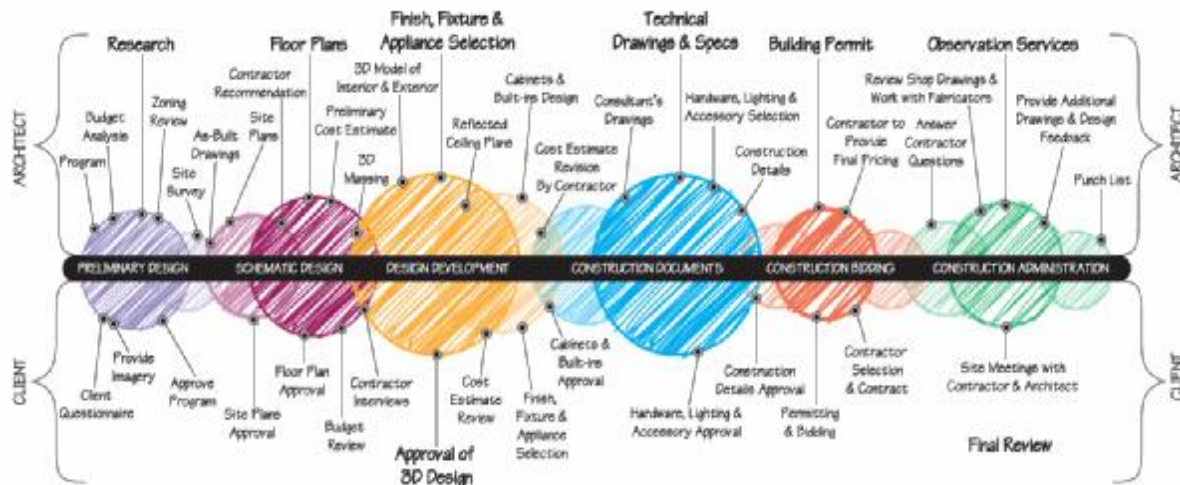 Research
Floor Plans
Finish, Fixture &
Appliance Selection
Technical
Drawings & Specs
Building Permit
Observation Services
ARCHITECT
Program
Budget
Analysis
Zoning
Review
Site
Survey
As-Built
Drawings
Site
Plans
Contractor
Recommendation
Preliminary
Cost Estimate
3D
Massing
3D Model of
Interior & Exterior
Reflected
Ceiling Plans
Cabinets &
Built-ins Design
Cost Estimate
Revision
By Contractor
Consultant's
Drawings
Hardware, Lighting &
Accessory Selection
Construction
Details
Contractor to
Provide
Final Pricing
Review Shop Drawings &
Work with Fabricators
Answer
Contractor
Questions
Provide Additional
Drawings & Design
Feedback
Punch List
ARCHITECT
PRELIMINARY DESIGN
SCHEMATIC DESIGN
DESIGN DEVELOPMENT
CONSTRUCTION DOCUMENTS
CONSTRUCTION BIDDING
CONSTRUCTION ADMINISTRATION
CLIENT
Client
Questionnaire
Provide
Imagery
Approve
Program
Site Plans
Approval
Floor Plan
Approval
Budget
Review
Contractor
Interviews
Approval of
3D Design
Cost
Estimate
Review
Finish,
Fixture &
Appliance
Selection
Cabinets &
Built-ins
Approval
Hardware, Lighting &
Accessory Approval
Construction
Details Approval
Permitting
& Bidding
Contractor
Selection
& Contract
Site Meetings with
Contractor & Architect
Final Review
CLIENT